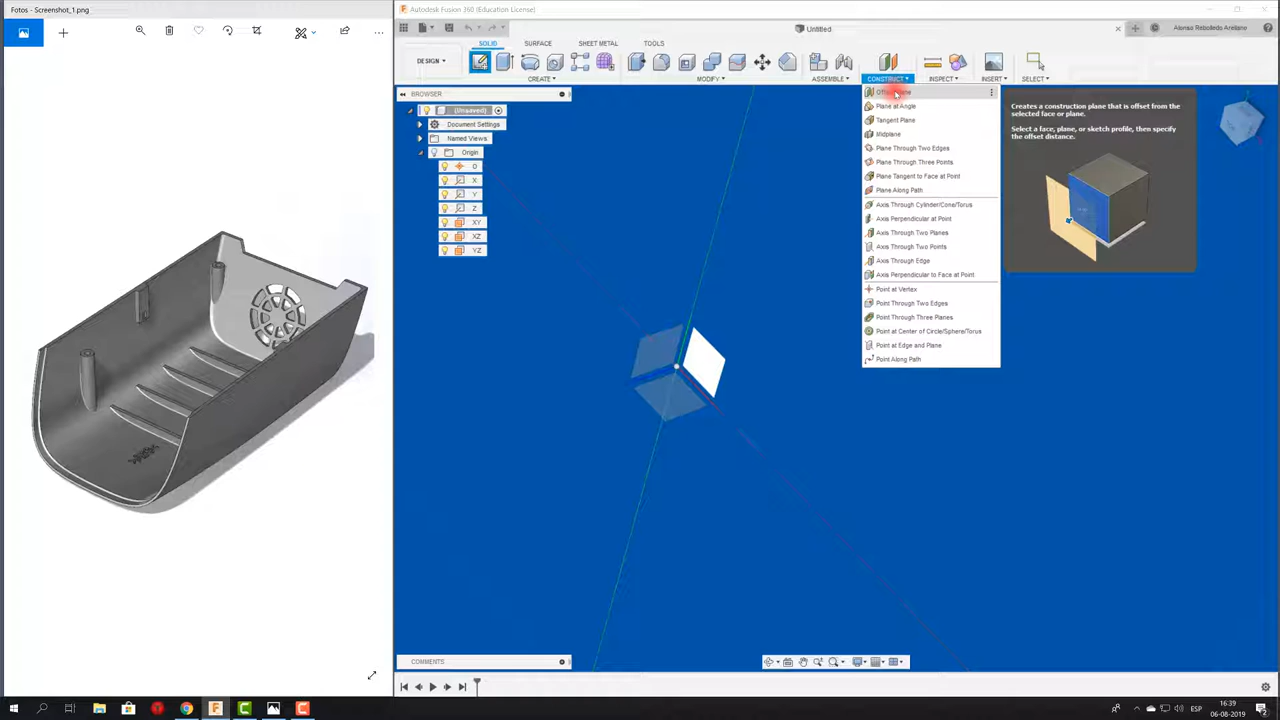 Fotos - Screenshot_1.png
Autodesk Fusion 360 (Education License)
Untitled
Alonso Rebolledo Arellano
DESIGN
SOLID
SURFACE
SHEET METAL
TOOLS
CREATE
MODIFY
ASSEMBLE
CONSTRUCT
INSPECT
INSERT
SELECT
BROWSER
(Unsaved)
Document Settings
Named Views
Origin
O
X
Y
Z
XY
XZ
YZ
Offset Plane
Plane at Angle
Tangent Plane
Midplane
Plane Through Two Edges
Plane Through Three Points
Plane Tangent to Face at Point
Plane Along Path
Axis Through Cylinder/Cone/Torus
Axis Perpendicular at Point
Axis Through Two Planes
Axis Through Two Points
Axis Through Edge
Axis Perpendicular to Face at Point
Point at Vertex
Point Through Two Edges
Point Through Three Planes
Point at Center of Circle/Sphere/Torus
Point at Edge and Plane
Point Along Path
Creates a construction plane that is offset from the
selected face or plane.
Select a face, plane, or sketch profile, then specify
the offset distance.
COMMENTS
ESP
16:39
06-08-2019